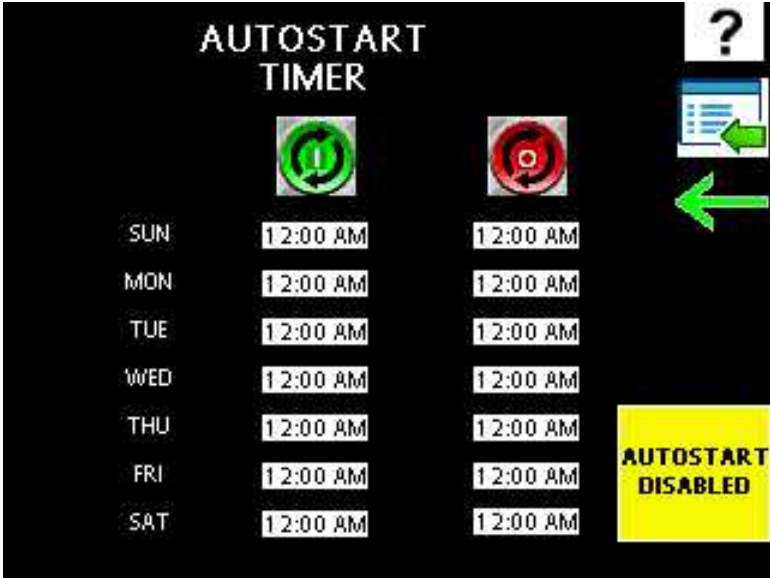 AUTOSTART
TIMER
?
I
O
SUN 12:00 AM 12:00 AM
MON 12:00 AM 12:00 AM
TUE 12:00 AM 12:00 AM
WED 12:00 AM 12:00 AM
THU 12:00 AM 12:00 AM
FRI 12:00 AM 12:00 AM
SAT 12:00 AM 12:00 AM
AUTOSTART
DISABLED